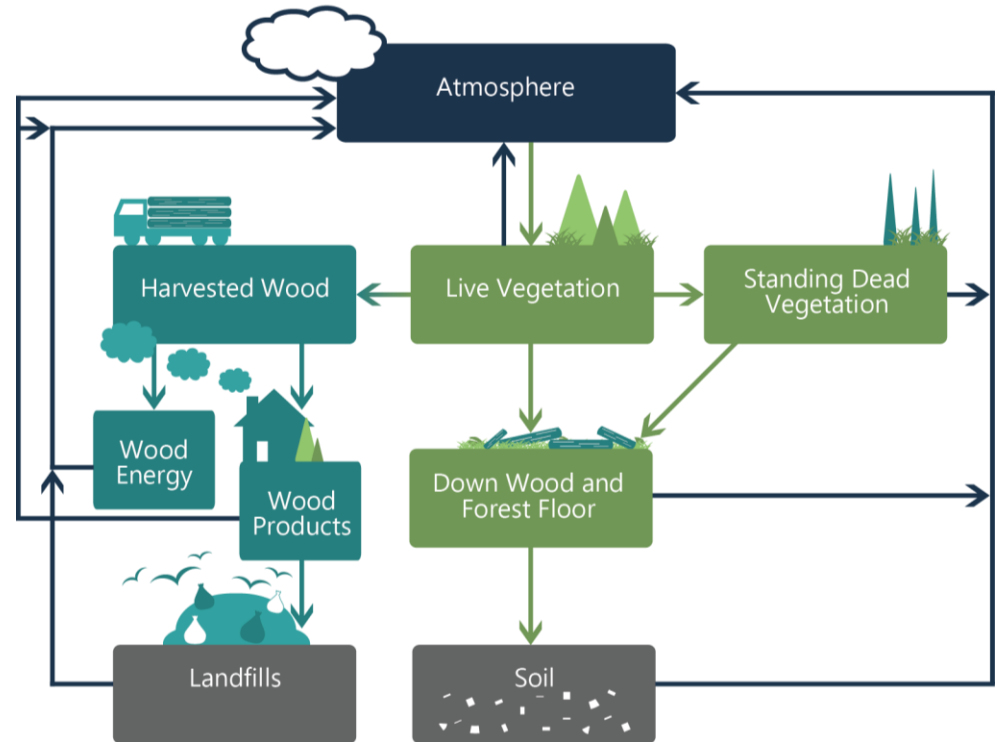 Atmosphere
Harvested Wood
Live Vegetation
Standing Dead
Vegetation
Wood
Energy
Wood
Products
Down Wood and
Forest Floor
Landfills
Soil